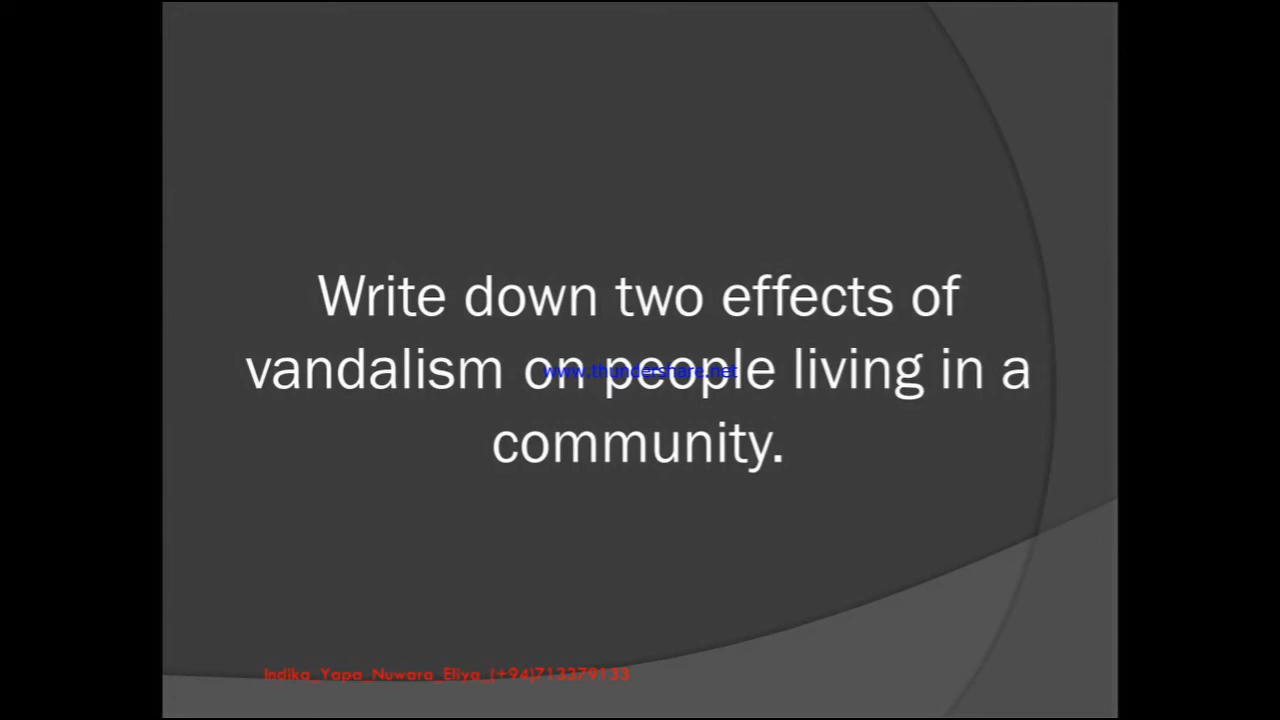 Write down two effects of
vandalism on people living in a
www.thundershare.net
community.
Indika_Yapa_Nuwara_Eliya_(+94)713379133